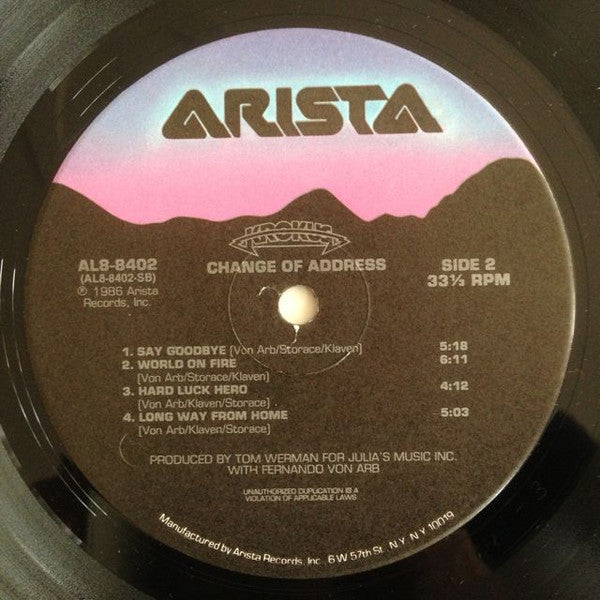 ARISTA
KROKUS
AL8-8402
(AL8-8402-SB)
℗ 1986 Arista
Records, Inc.
CHANGE OF ADDRESS
SIDE 2
33⅓ RPM
1. SAY GOODBYE (Von Arb/Storace/Klaven) 5:18
2. WORLD ON FIRE 6:11
(Von Arb/Storace/Klaven)
3. HARD LUCK HERO 4:12
(Von Arb/Klaven/Storace)
4. LONG WAY FROM HOME 5:03
(Von Arb/Klaven/Storace)
PRODUCED BY TOM WERMAN FOR JULIA'S MUSIC INC.
WITH FERNANDO VON ARB
UNAUTHORIZED DUPLICATION IS A
VIOLATION OF APPLICABLE LAWS
Manufactured by Arista Records, Inc. 6 W 57th St. N.Y. N.Y. 10019